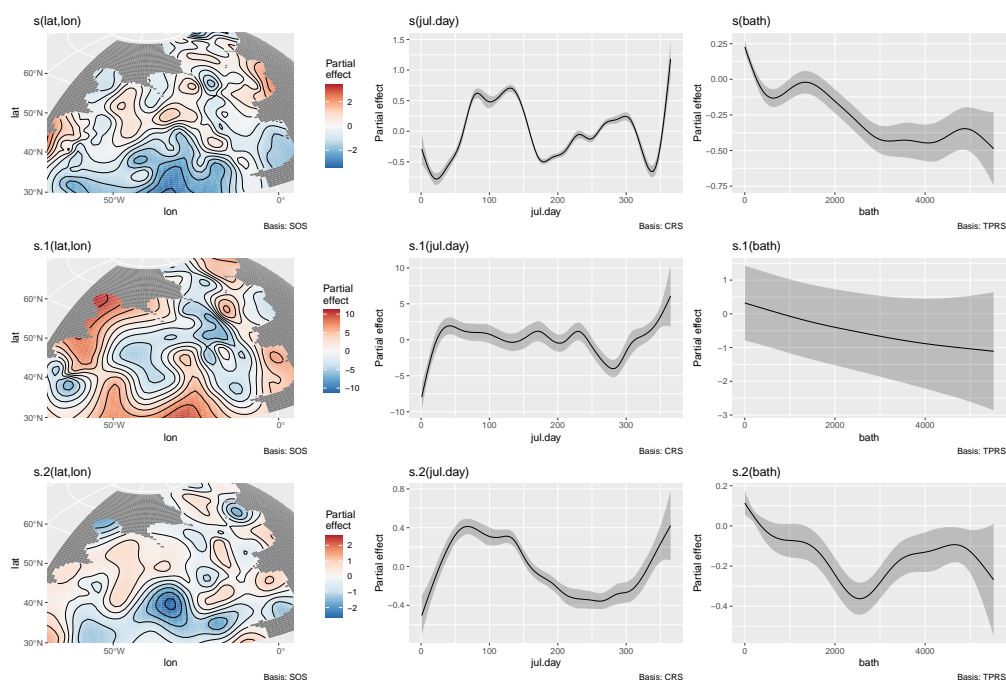 s(lat,lon)
60°N
50°N
40°N
30°N
50°W
0°
lat
lon
Partial
effect
2
0
−2
Basis: SOS
s(jul.day)
1.5
1.0
0.5
0.0
−0.5
0
100
200
300
Partial effect
jul.day
Basis: CRS
s(bath)
0.25
0.00
−0.25
−0.50
−0.75
0
2000
4000
Partial effect
bath
Basis: TPRS
s.1(lat,lon)
60°N
50°N
40°N
30°N
50°W
0°
lat
lon
Partial
effect
10
5
0
−5
−10
Basis: SOS
s.1(jul.day)
10
5
0
−5
−10
0
100
200
300
Partial effect
jul.day
Basis: CRS
s.1(bath)
1
0
−1
−2
−3
0
2000
4000
Partial effect
bath
Basis: TPRS
s.2(lat,lon)
60°N
50°N
40°N
30°N
50°W
0°
lat
lon
Partial
effect
2
1
0
−1
−2
Basis: SOS
s.2(jul.day)
0.8
0.4
0.0
−0.4
0
100
200
300
Partial effect
jul.day
Basis: CRS
s.2(bath)
0.2
0.0
−0.2
−0.4
0
2000
4000
Partial effect
bath
Basis: TPRS